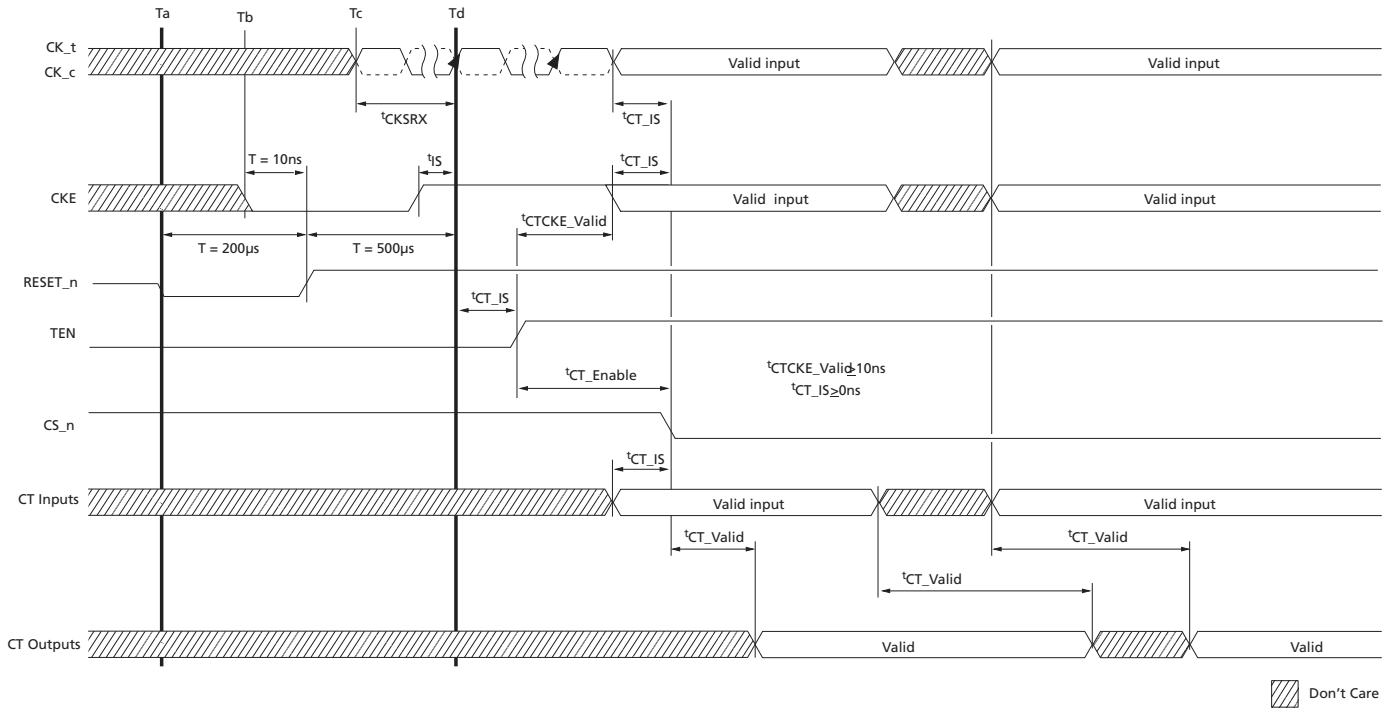 Ta Tb Tc Td
CK_t
CK_c
Valid input
Valid input
tCKSRX
tCT_IS
T = 10ns
tIS
tCT_IS
CKE
Valid input
Valid input
tCTCKE_Valid
T = 200µs
T = 500µs
RESET_n
tCT_IS
TEN
tCT_Enable
tCTCKE_Valid≥10ns
tCT_IS≥0ns
CS_n
tCT_IS
CT Inputs
Valid input
Valid input
tCT_Valid
tCT_Valid
tCT_Valid
CT Outputs
Valid
Valid
Don't Care